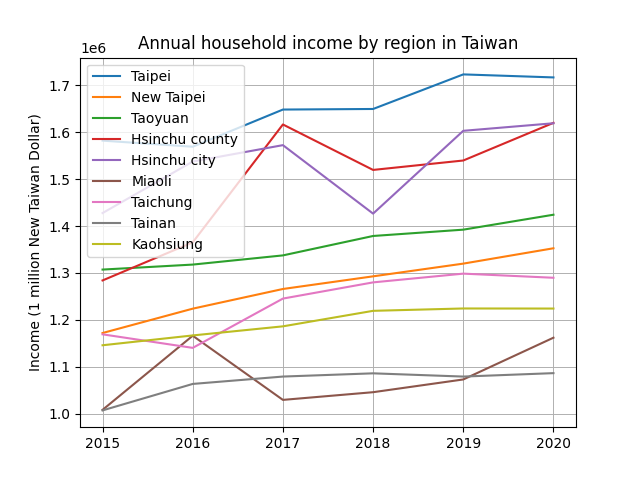 Annual household income by region in Taiwan
1e6
Income (1 million New Taiwan Dollar)
1.7
1.6
1.5
1.4
1.3
1.2
1.1
1.0
Taipei
New Taipei
Taoyuan
Hsinchu county
Hsinchu city
Miaoli
Taichung
Tainan
Kaohsiung
2015 2016 2017 2018 2019 2020